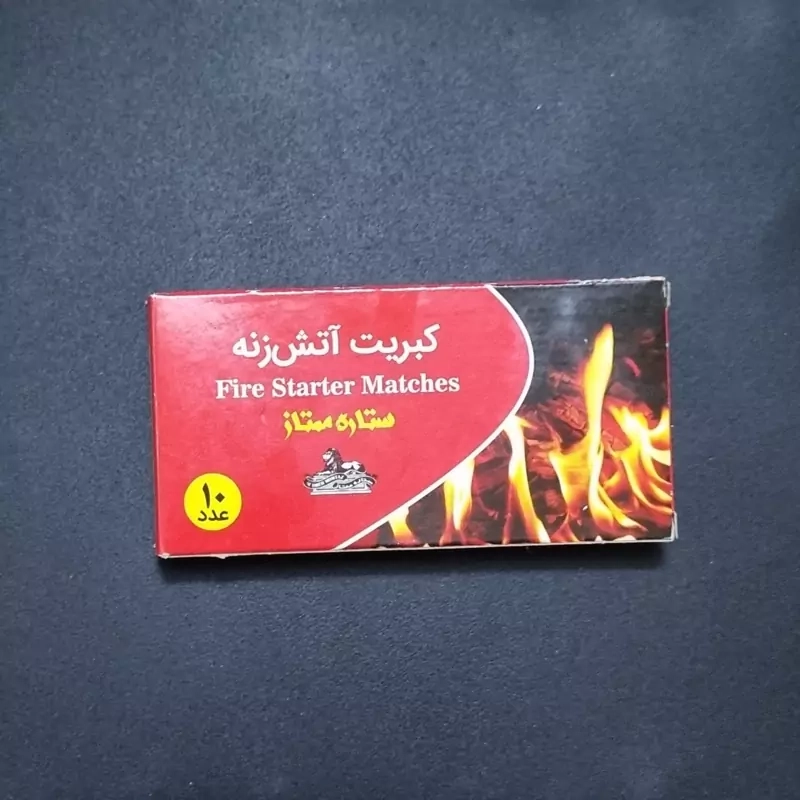 کبریت آتش‌زنه
Fire Starter Matches
ستاره ممتاز
۱۰
عدد